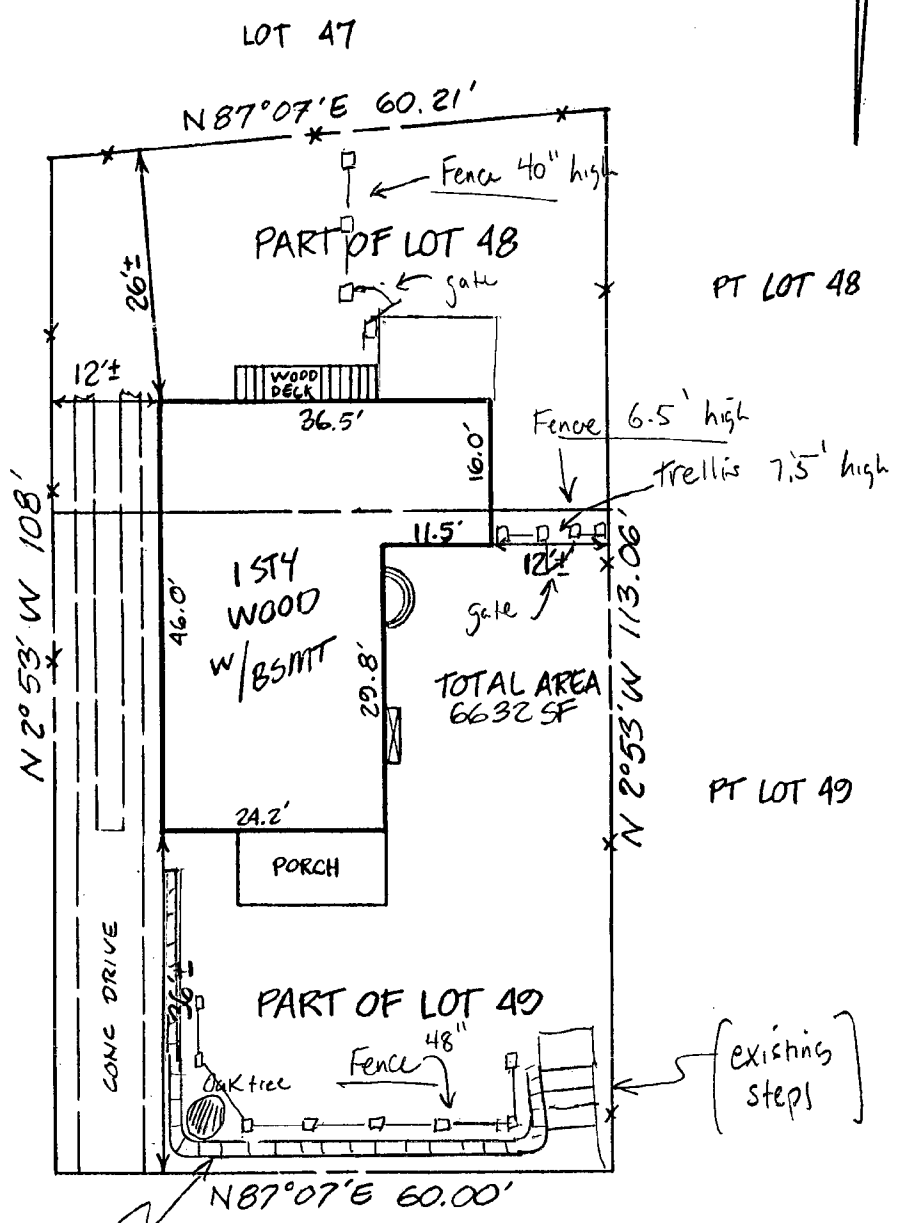 LOT 47
N 87°07' E 60.21'
Fence 40" high
PART OF LOT 48
gate
26'±
PT LOT 48
12'±
WOOD
DECK
36.5'
16.0'
Fence 6.5' high
trellis 7.5' high
11.5'
12'±
gate
N 2°53' W 108'
46.0'
1 STY
WOOD
W/BSMT
29.8'
TOTAL AREA
6632 SF
N 2°53' W 113.06'
PT LOT 49
24.2'
PORCH
CONC DRIVE
36'±
PART OF LOT 49
Oak tree
Fence 48"
existing
steps
N 87°07' E 60.00'